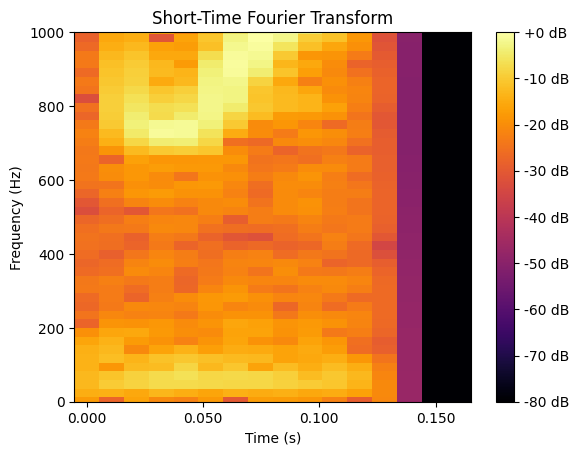 Short-Time Fourier Transform
1000
800
600
400
200
0
Frequency (Hz)
0.000
0.050
0.100
0.150
Time (s)
+0 dB
-10 dB
-20 dB
-30 dB
-40 dB
-50 dB
-60 dB
-70 dB
-80 dB